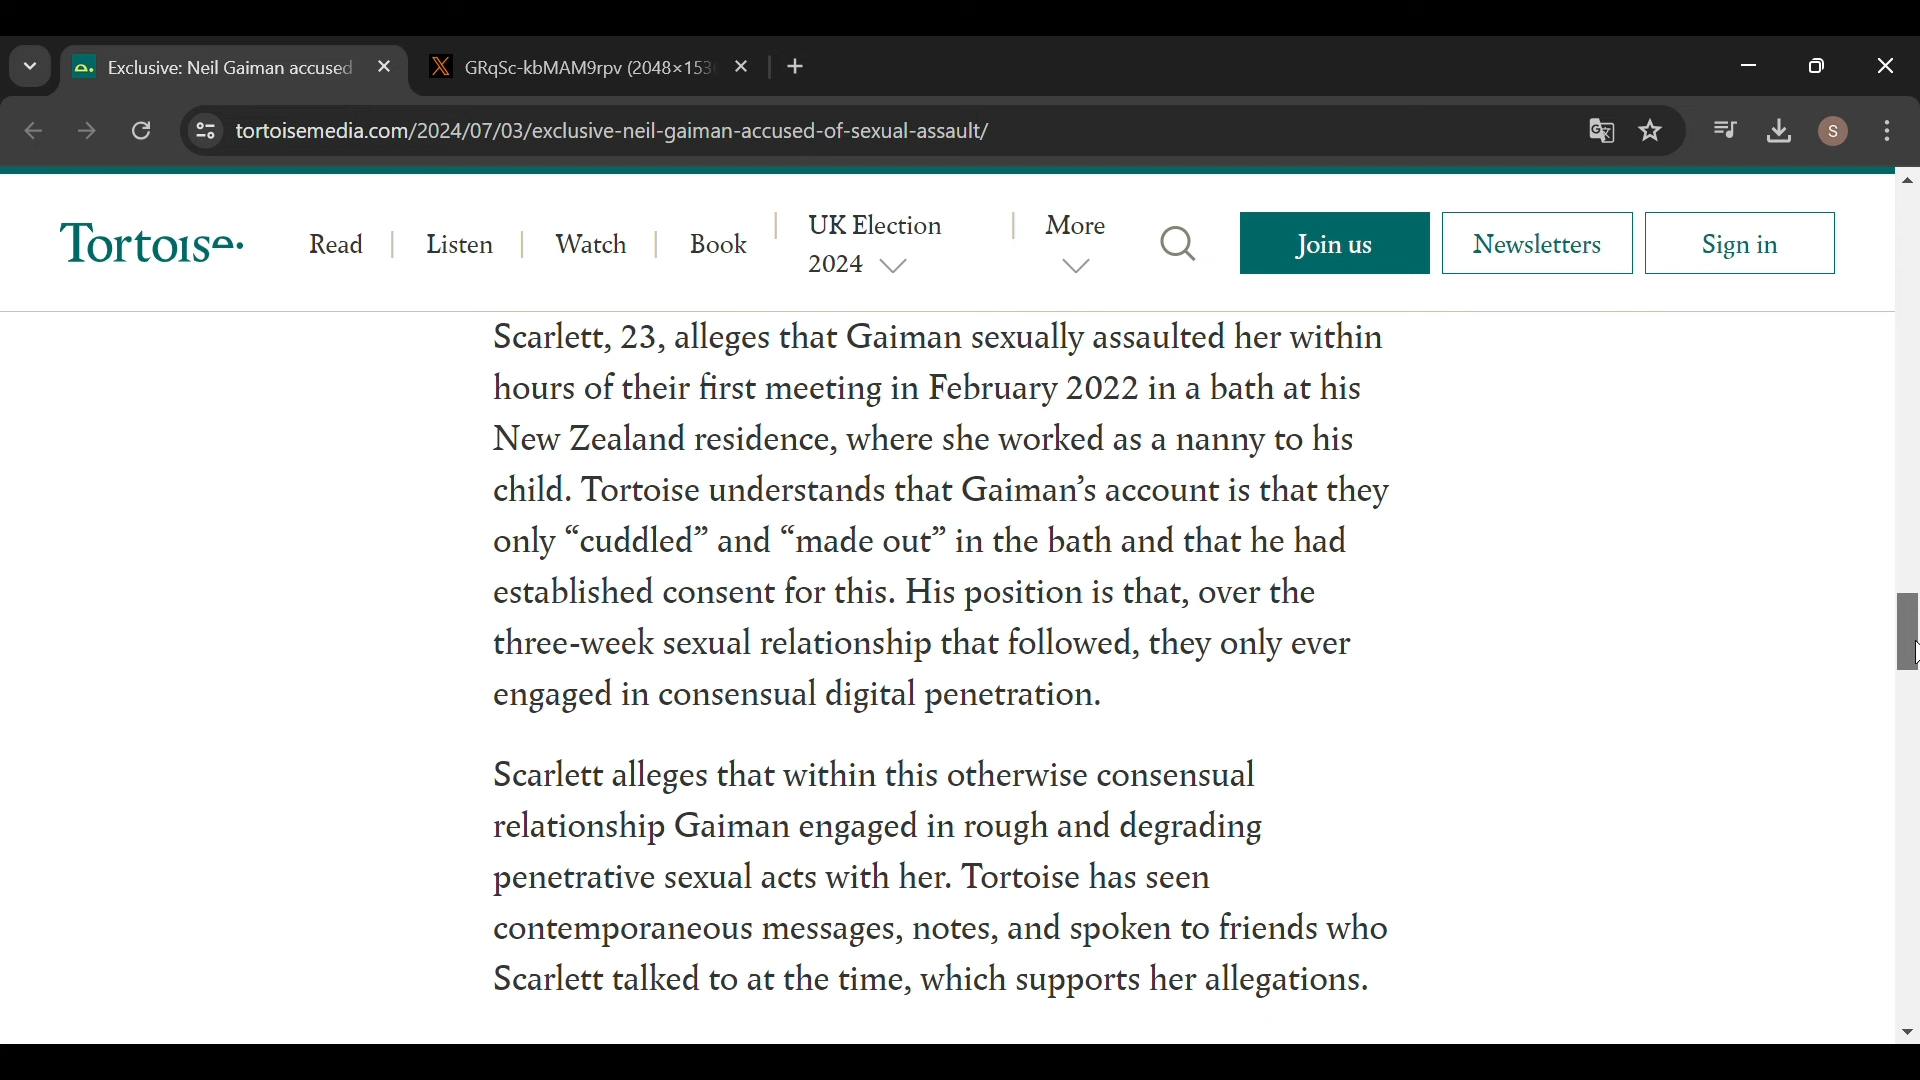 Exclusive: Neil Gaiman accused
GRqSc-kbMAM9rpv (2048×153
tortoisemedia.com/2024/07/03/exclusive-neil-gaiman-accused-of-sexual-assault/
S
Tortoise.
Read
Listen
Watch
Book
UK Election
2024
More
Join us
Newsletters
Sign in
Scarlett, 23, alleges that Gaiman sexually assaulted her within
hours of their first meeting in February 2022 in a bath at his
New Zealand residence, where she worked as a nanny to his
child. Tortoise understands that Gaiman’s account is that they
only “cuddled” and “made out” in the bath and that he had
established consent for this. His position is that, over the
three-week sexual relationship that followed, they only ever
engaged in consensual digital penetration.
Scarlett alleges that within this otherwise consensual
relationship Gaiman engaged in rough and degrading
penetrative sexual acts with her. Tortoise has seen
contemporaneous messages, notes, and spoken to friends who
Scarlett talked to at the time, which supports her allegations.